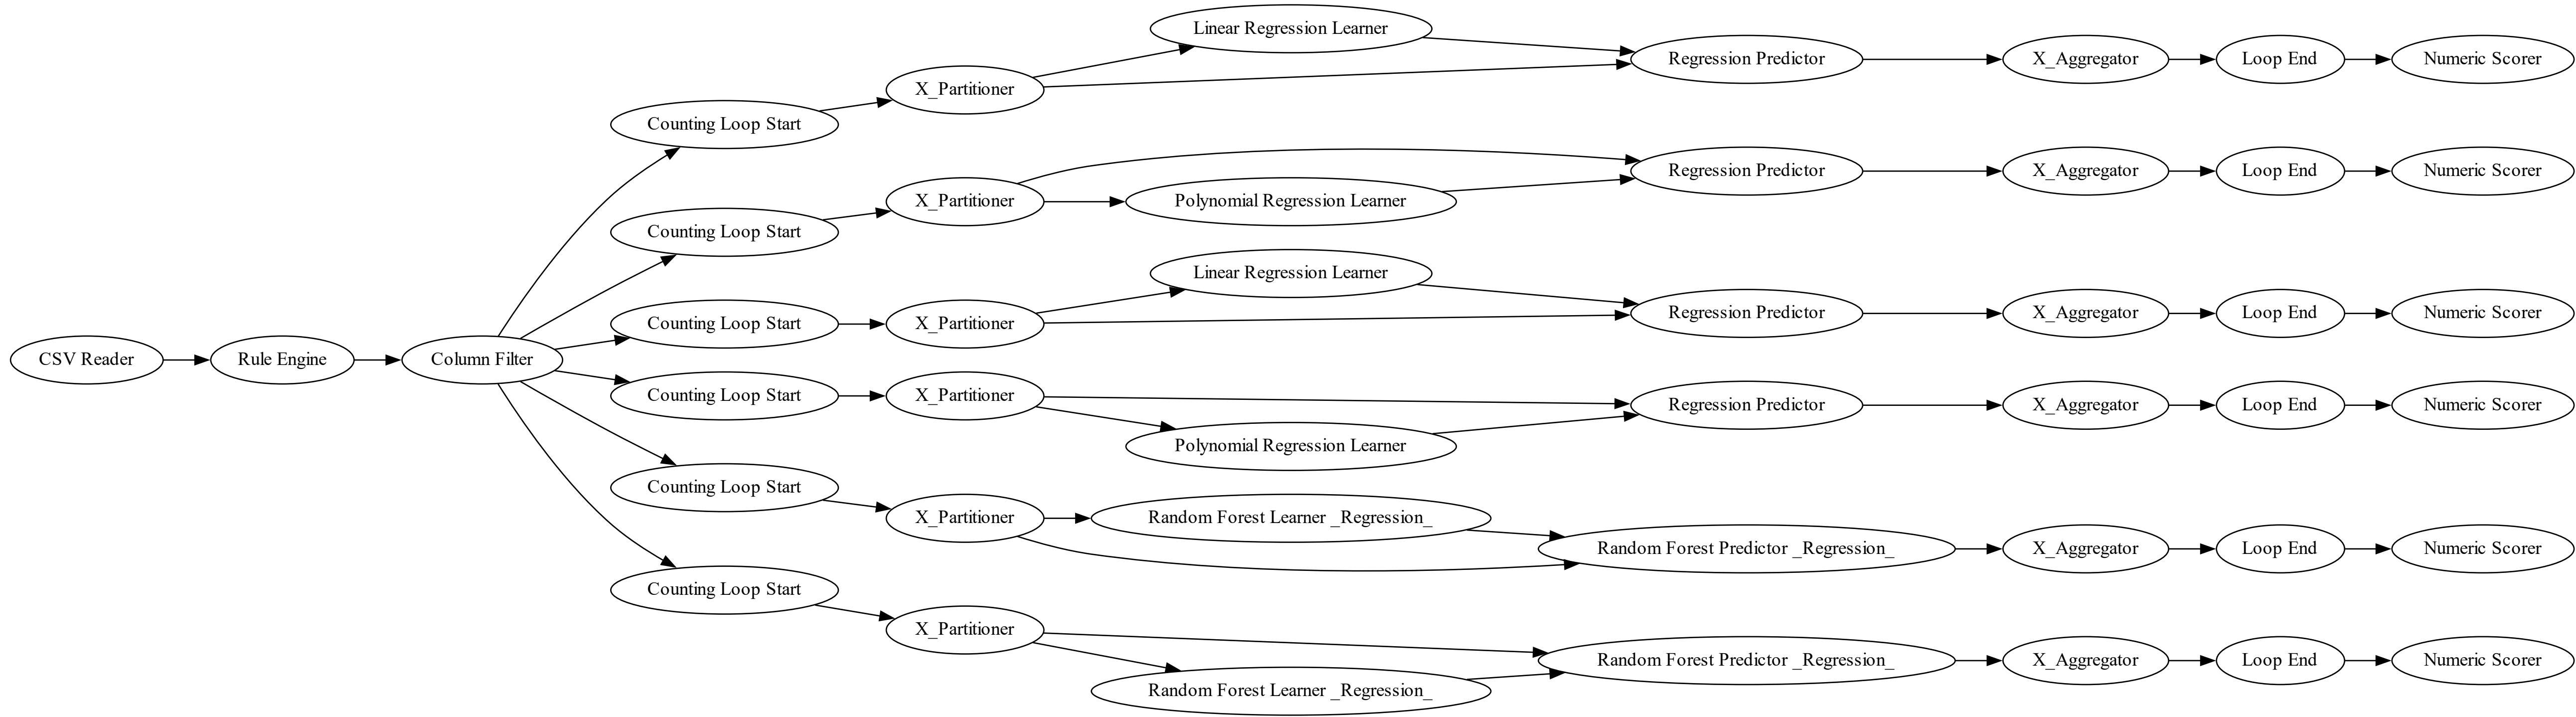 CSV Reader
Rule Engine
Column Filter
Counting Loop Start
X_Partitioner
Linear Regression Learner
Regression Predictor
X_Aggregator
Loop End
Numeric Scorer
Counting Loop Start
X_Partitioner
Polynomial Regression Learner
Regression Predictor
X_Aggregator
Loop End
Numeric Scorer
Counting Loop Start
X_Partitioner
Linear Regression Learner
Regression Predictor
X_Aggregator
Loop End
Numeric Scorer
Counting Loop Start
X_Partitioner
Polynomial Regression Learner
Regression Predictor
X_Aggregator
Loop End
Numeric Scorer
Counting Loop Start
X_Partitioner
Random Forest Learner _Regression_
Random Forest Predictor _Regression_
X_Aggregator
Loop End
Numeric Scorer
Counting Loop Start
X_Partitioner
Random Forest Learner _Regression_
Random Forest Predictor _Regression_
X_Aggregator
Loop End
Numeric Scorer